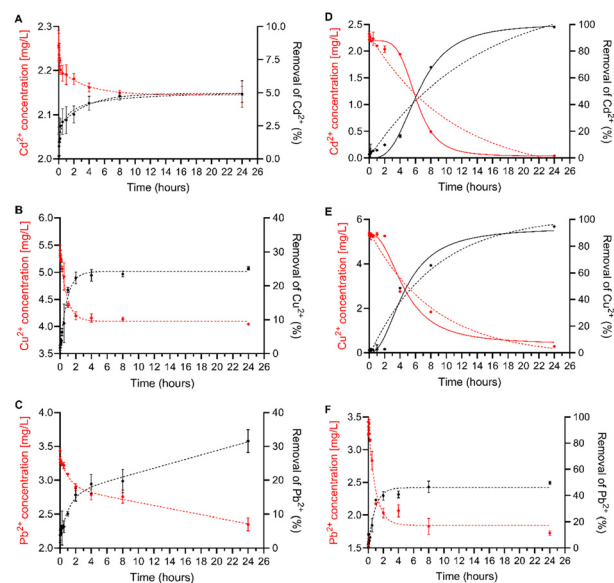 A
Cd²⁺ concentration [mg/L]
2.3
2.2
2.1
2.0
10.0
7.5
5.0
2.5
0.0
Removal of Cd²⁺ (%)
0 2 4 6 8 10 12 14 16 18 20 22 24 26
Time (hours)
D
Cd²⁺ concentration [mg/L]
2.5
2.0
1.5
1.0
0.5
0.0
100
80
60
40
20
0
Removal of Cd²⁺ (%)
0 2 4 6 8 10 12 14 16 18 20 22 24 26
Time (hours)
B
Cu²⁺ concentration [mg/L]
6.0
5.5
5.0
4.5
4.0
3.5
40
30
20
10
0
Removal of Cu²⁺ (%)
0 2 4 6 8 10 12 14 16 18 20 22 24 26
Time (hours)
E
Cu²⁺ concentration [mg/L]
6
4
2
0
100
80
60
40
20
0
Removal of Cu²⁺ (%)
0 2 4 6 8 10 12 14 16 18 20 22 24 26
Time (hours)
C
Pb²⁺ concentration [mg/L]
4.0
3.5
3.0
2.5
2.0
40
30
20
10
0
Removal of Pb²⁺ (%)
0 2 4 6 8 10 12 14 16 18 20 22 24 26
Time (hours)
F
Pb²⁺ concentration [mg/L]
3.5
3.0
2.5
2.0
1.5
100
80
60
40
20
0
Removal of Pb²⁺ (%)
0 2 4 6 8 10 12 14 16 18 20 22 24 26
Time (hours)